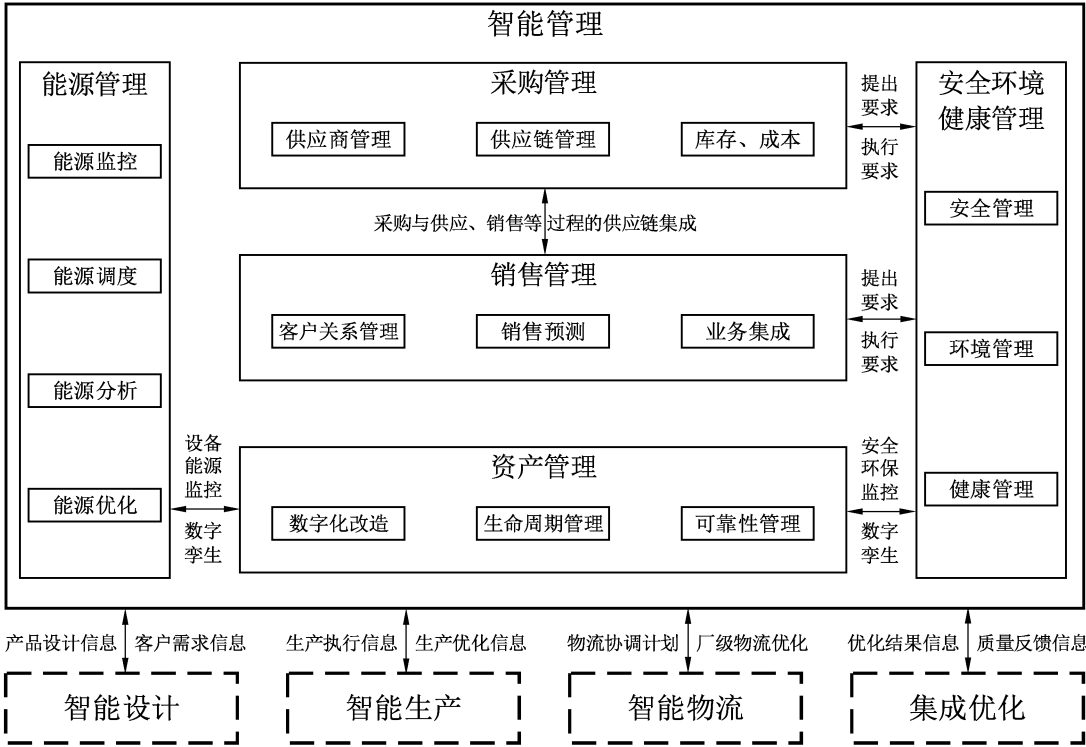 智能管理
能源管理
能源监控
能源调度
能源分析
能源优化
设备
能源
监控
数字
孪生
采购管理
供应商管理
供应链管理
库存、成本
采购与供应、销售等过程的供应链集成
销售管理
客户关系管理
销售预测
业务集成
资产管理
数字化改造
生命周期管理
可靠性管理
提出
要求
执行
要求
提出
要求
执行
要求
安全
环保
监控
数字
孪生
安全环境
健康管理
安全管理
环境管理
健康管理
产品设计信息
客户需求信息
生产执行信息
生产优化信息
物流协调计划
厂级物流优化
优化结果信息
质量反馈信息
智能设计
智能生产
智能物流
集成优化